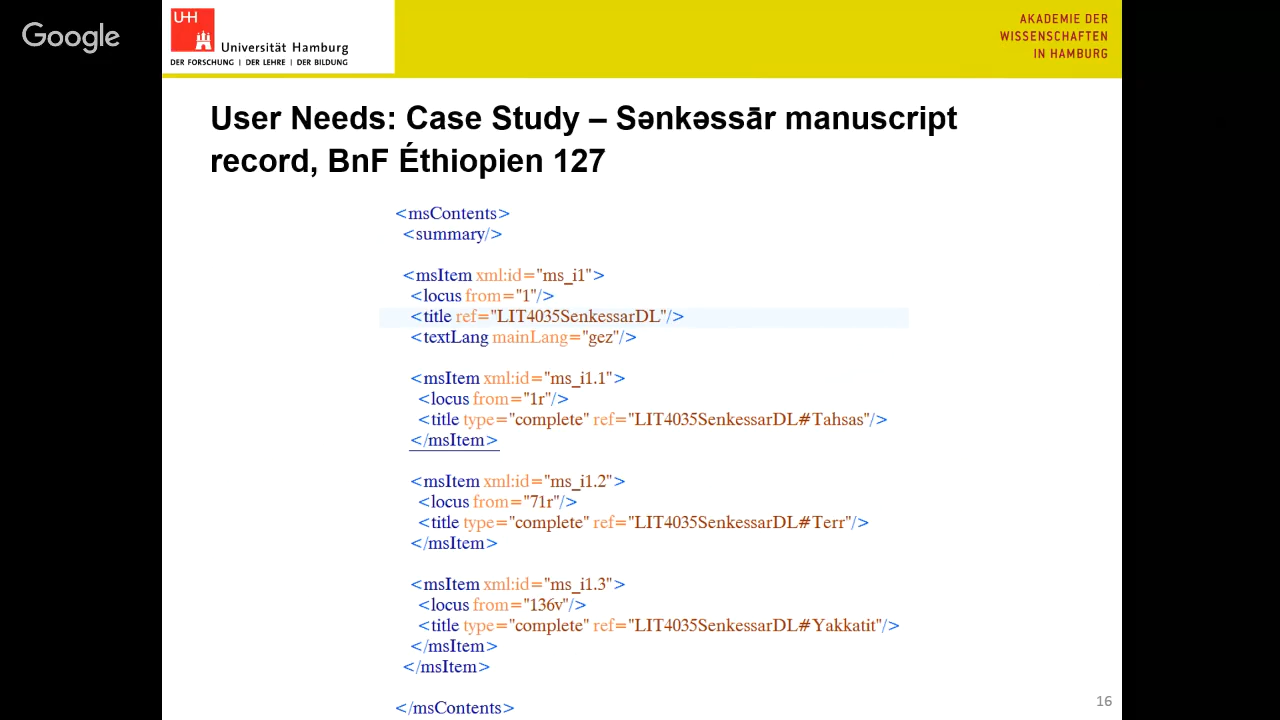 Google
UHH
Universität Hamburg
DER FORSCHUNG | DER LEHRE | DER BILDUNG
AKADEMIE DER
WISSENSCHAFTEN
IN HAMBURG
User Needs: Case Study – Sənkəssār manuscript
record, BnF Éthiopien 127
<msContents>
<summary/>
<msItem xml:id="ms_i1">
<locus from="1"/>
<title ref="LIT4035SenkessarDL"/>
<textLang mainLang="gez"/>
<msItem xml:id="ms_i1.1">
<locus from="1r"/>
<title type="complete" ref="LIT4035SenkessarDL#Tahsas"/>
</msItem>
<msItem xml:id="ms_i1.2">
<locus from="71r"/>
<title type="complete" ref="LIT4035SenkessarDL#Terr"/>
</msItem>
<msItem xml:id="ms_i1.3">
<locus from="136v"/>
<title type="complete" ref="LIT4035SenkessarDL#Yakkatit"/>
</msItem>
</msItem>
</msContents>
16